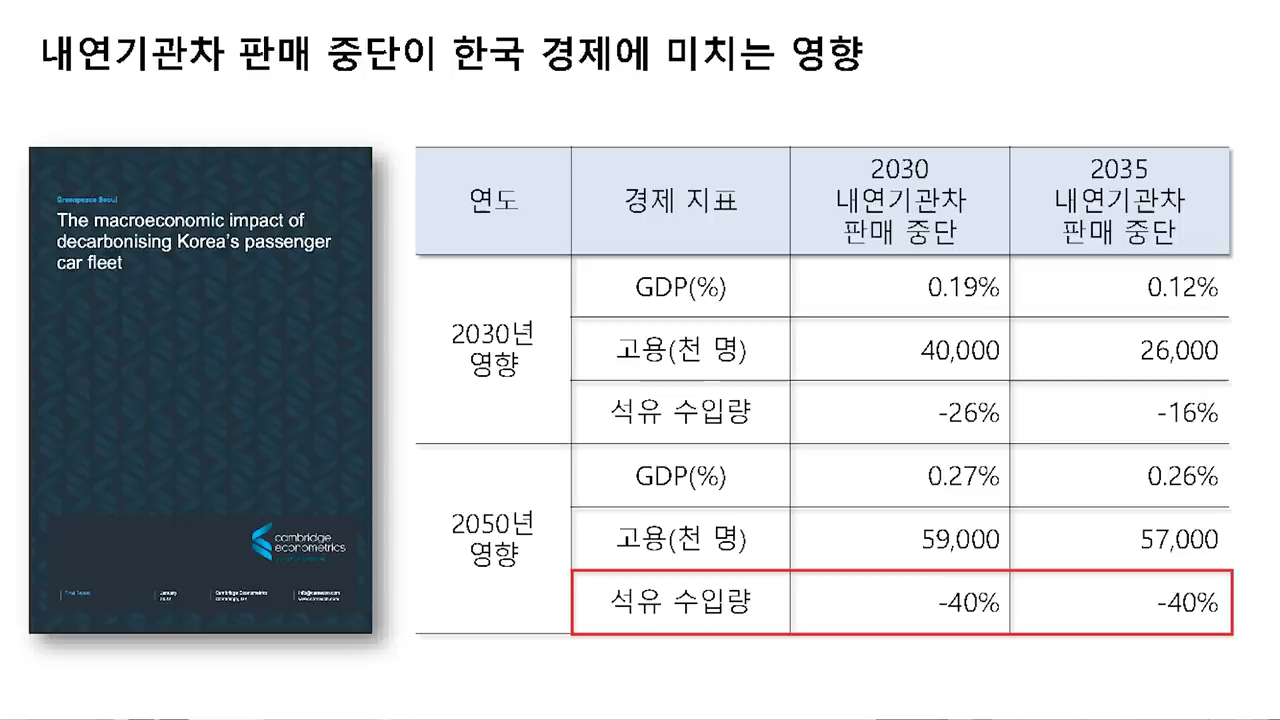 내연기관차 판매 중단이 한국 경제에 미치는 영향
Greenpeace Seoul
The macroeconomic impact of
decarbonising Korea's passenger
car fleet
cambridge
econometrics
January
Cambridge Econometrics
연도
경제 지표
2030
내연기관차
판매 중단
2035
내연기관차
판매 중단
2030년
영향
GDP(%)
0.19%
0.12%
고용(천 명)
40,000
26,000
석유 수입량
-26%
-16%
2050년
영향
GDP(%)
0.27%
0.26%
고용(천 명)
59,000
57,000
석유 수입량
-40%
-40%